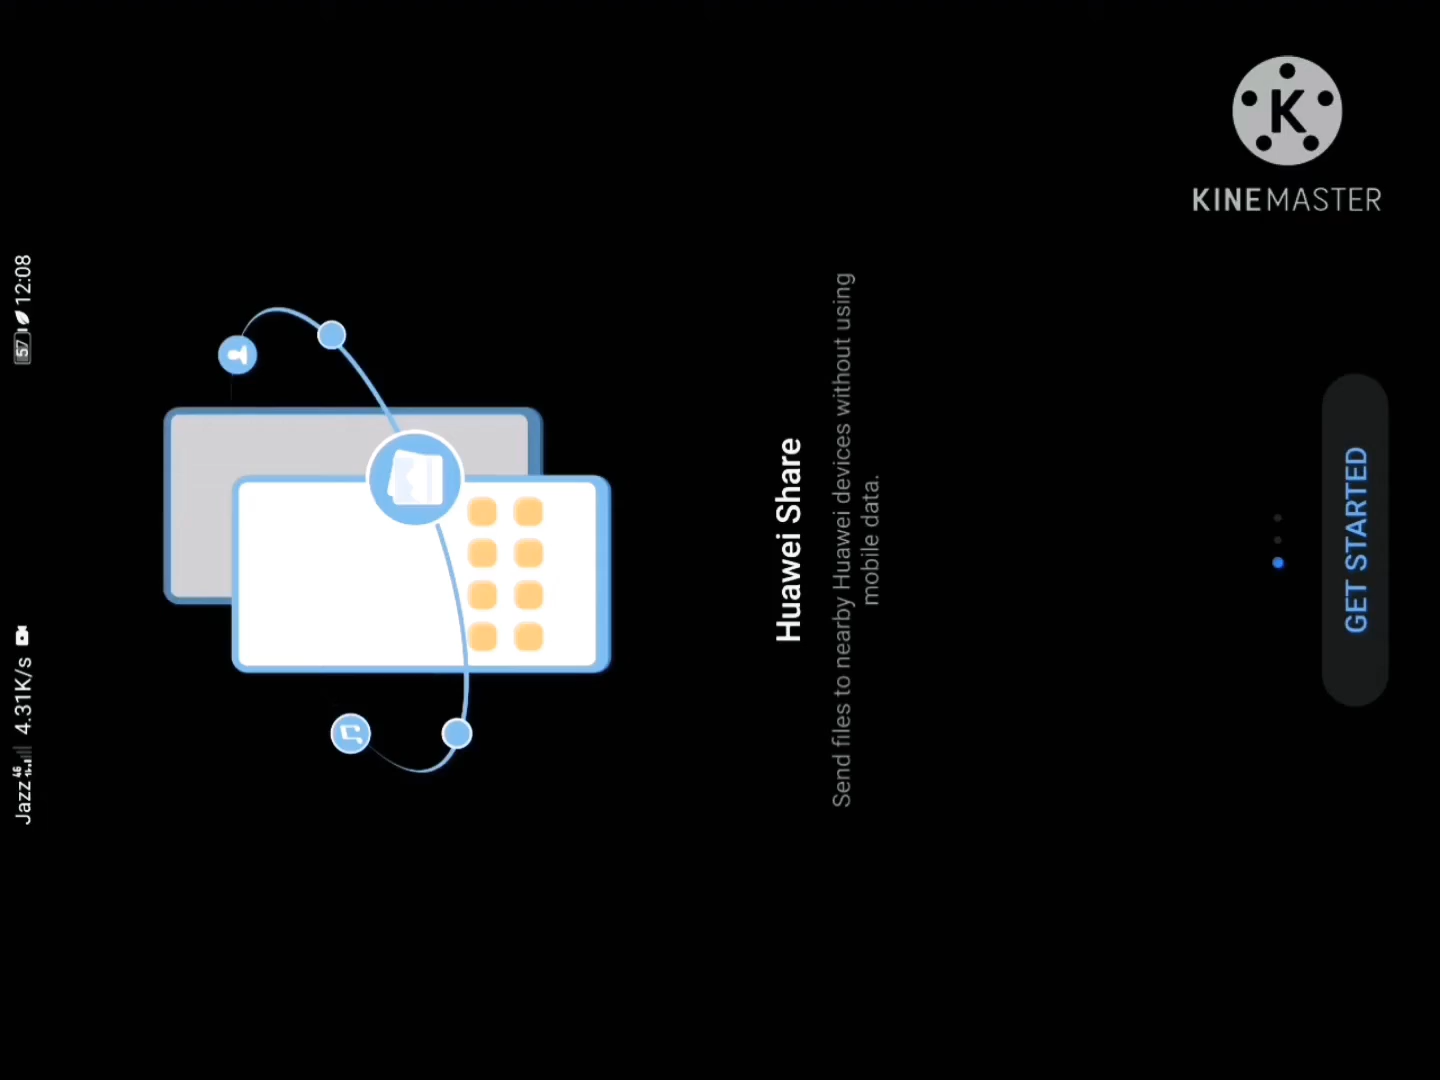 Jazz 46 4.31K/s 57 12:08
Huawei Share
Send files to nearby Huawei devices without using
mobile data.
GET STARTED
K
KINEMASTER